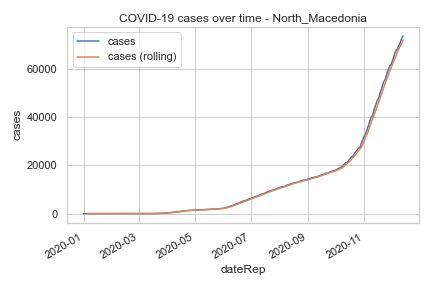 COVID-19 cases over time - North_Macedonia
cases
cases (rolling)
60000
40000
20000
0
cases
2020-01
2020-03
2020-05
2020-07
2020-09
2020-11
dateRep